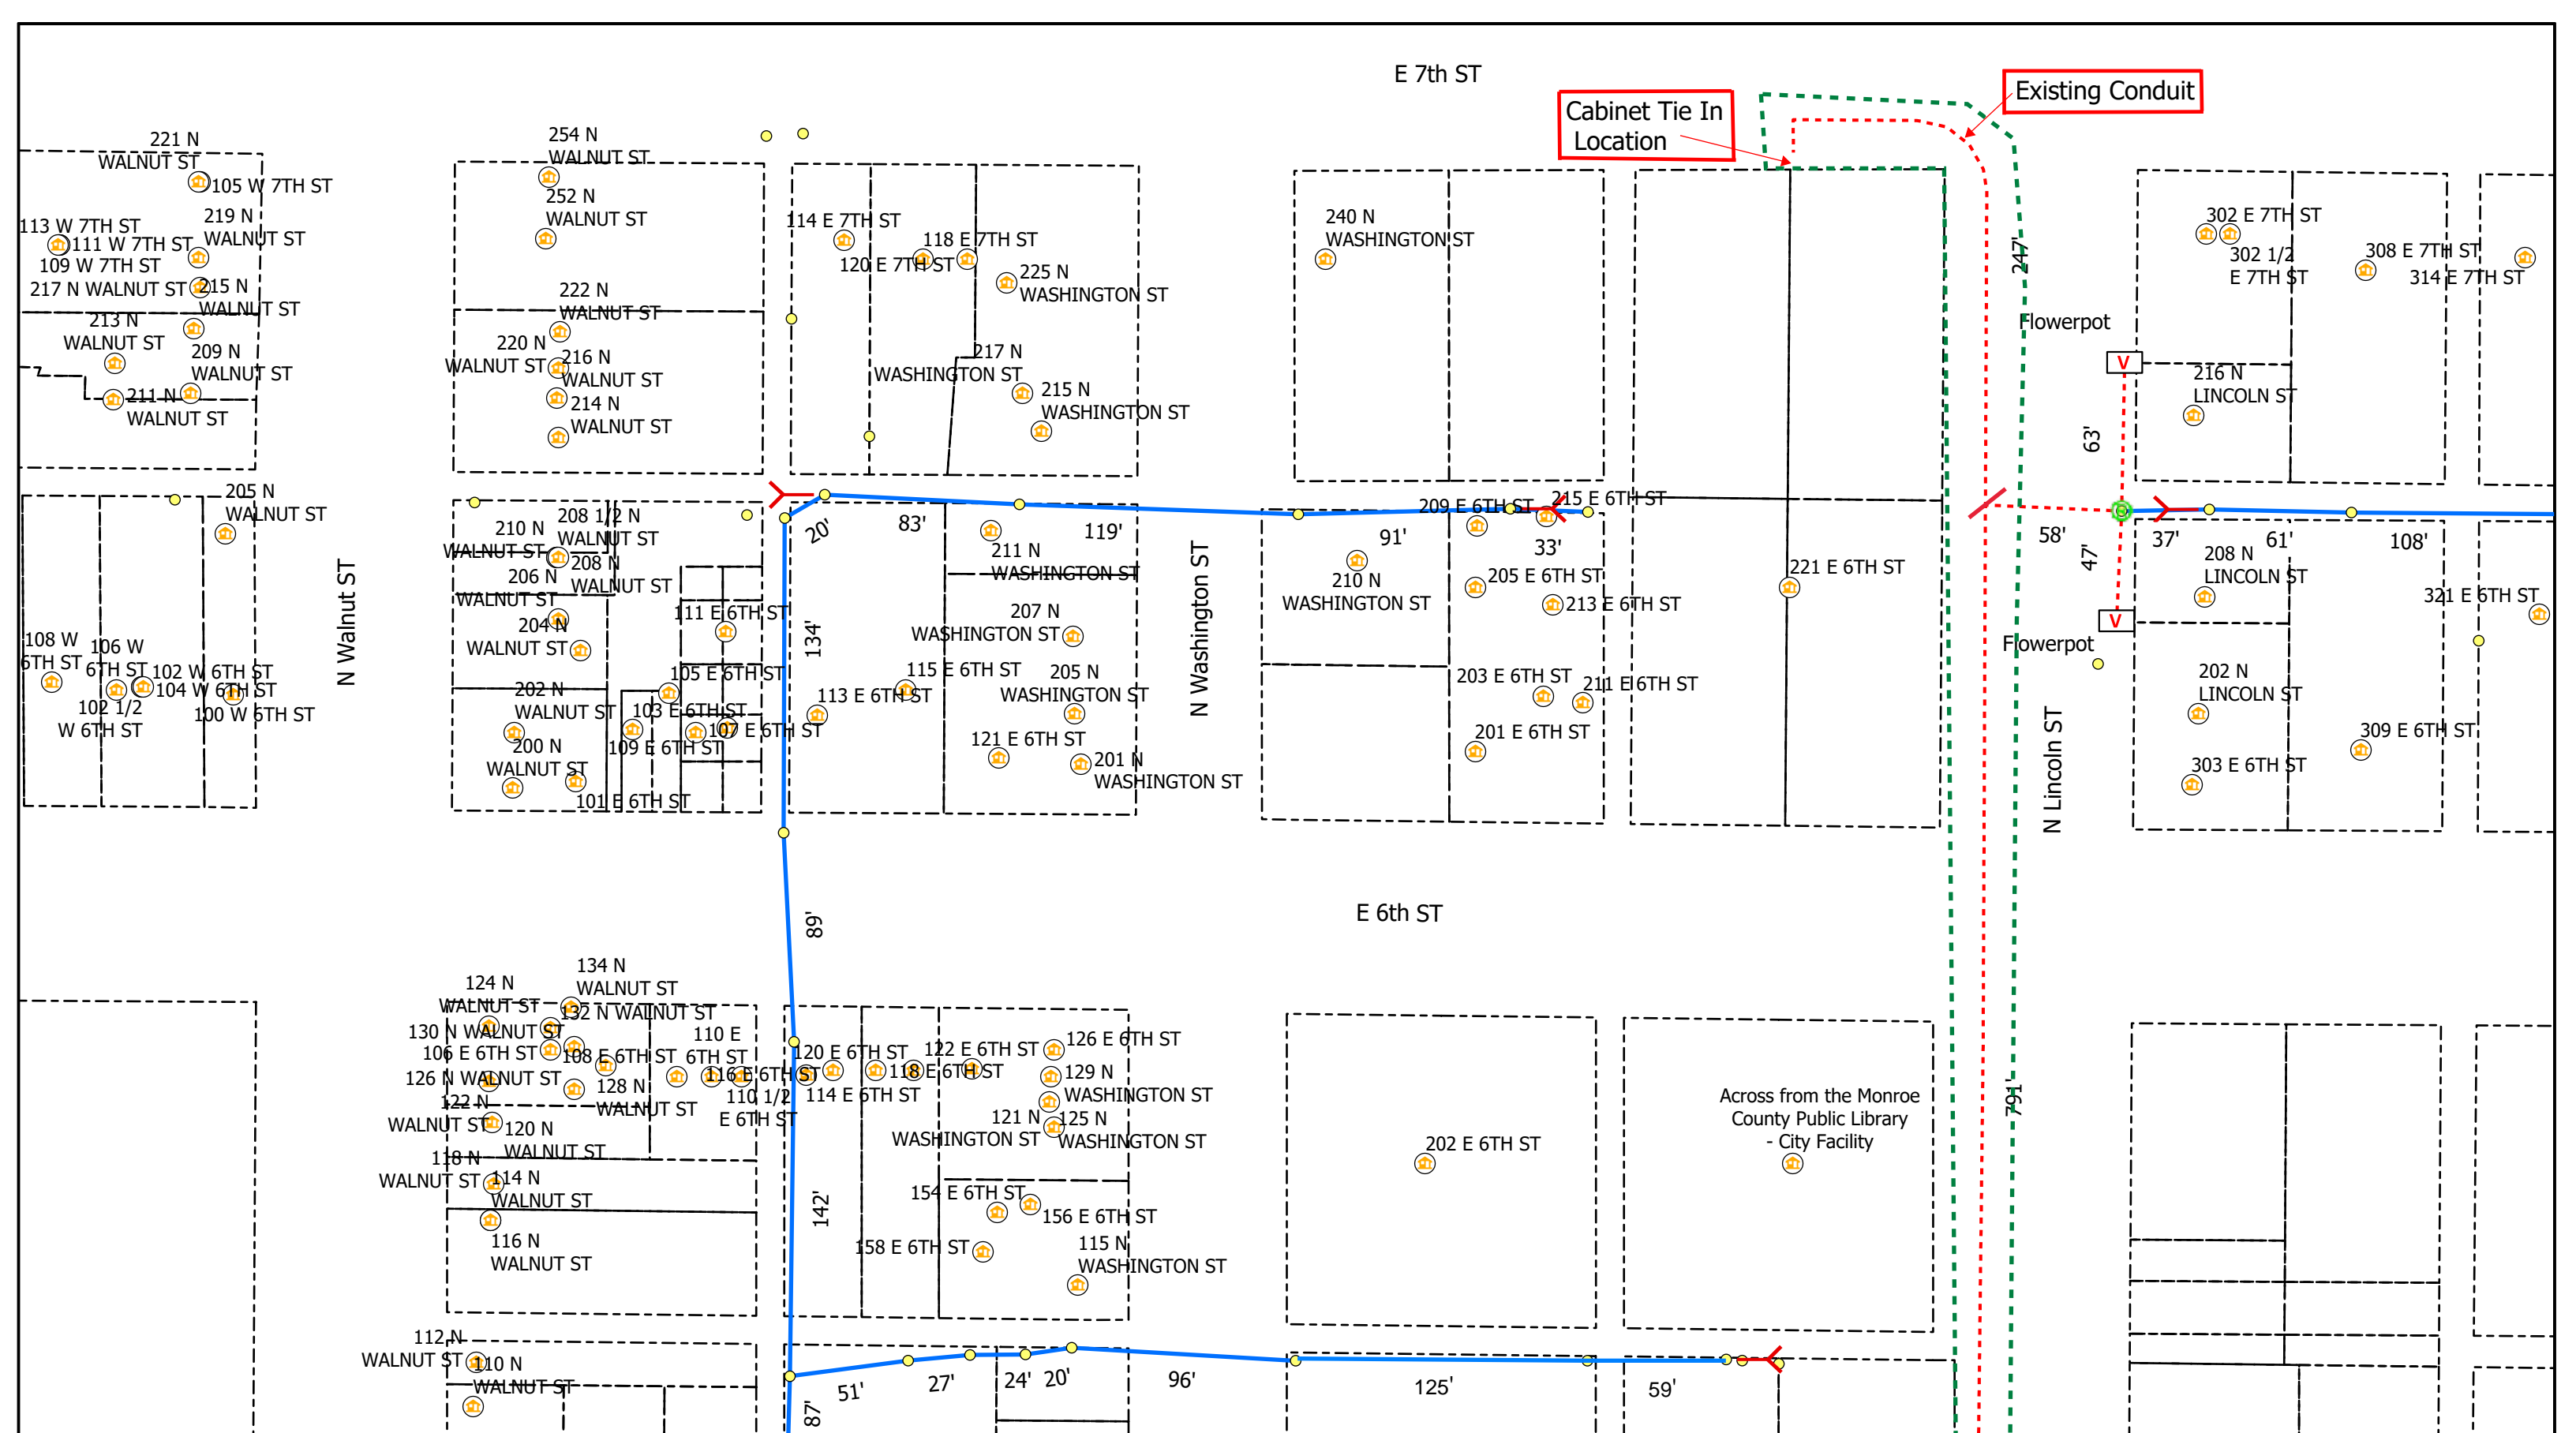 E 7th ST
Existing Conduit
Cabinet Tie In
Location
221 N
WALNUT ST
105 W 7TH ST
219 N
WALNUT ST
113 W 7TH ST
111 W 7TH ST
109 W 7TH ST
217 N WALNUT ST
215 N
WALNUT ST
213 N
WALNUT ST
209 N
WALNUT ST
211 N
WALNUT ST
254 N
WALNUT ST
252 N
WALNUT ST
222 N
WALNUT ST
220 N
WALNUT ST
216 N
WALNUT ST
214 N
WALNUT ST
114 E 7TH ST
118 E 7TH ST
120 E 7TH ST
225 N
WASHINGTON ST
217 N
WASHINGTON ST
215 N
WASHINGTON ST
240 N
WASHINGTON ST
247'
302 E 7TH ST
302 1/2
E 7TH ST
308 E 7TH ST
314 E 7TH ST
Flowerpot
V
216 N
LINCOLN ST
63'
205 N
WALNUT ST
N Walnut ST
108 W
6TH ST
106 W
6TH ST
102 W 6TH ST
104 W 6TH ST
102 1/2
W 6TH ST
100 W 6TH ST
210 N
WALNUT ST
208 1/2 N
WALNUT ST
208 N
WALNUT ST
206 N
WALNUT ST
204 N
WALNUT ST
111 E 6TH ST
105 E 6TH ST
202 N
WALNUT ST
103 E 6TH ST
107 E 6TH ST
109 E 6TH ST
200 N
WALNUT ST
101 E 6TH ST
20'
83'
119'
134'
211 N
WASHINGTON ST
207 N
WASHINGTON ST
115 E 6TH ST
205 N
WASHINGTON ST
113 E 6TH ST
121 E 6TH ST
201 N
WASHINGTON ST
N Washington ST
209 E 6TH ST
215 E 6TH ST
91'
33'
210 N
WASHINGTON ST
205 E 6TH ST
213 E 6TH ST
203 E 6TH ST
211 E 6TH ST
201 E 6TH ST
221 E 6TH ST
58'
47'
37'
61'
108'
208 N
LINCOLN ST
V
Flowerpot
321 E 6TH ST
202 N
LINCOLN ST
309 E 6TH ST
303 E 6TH ST
N Lincoln ST
E 6th ST
89'
124 N
WALNUT ST
134 N
WALNUT ST
132 N WALNUT ST
130 N WALNUT ST
106 E 6TH ST
108 E 6TH ST
110 E
6TH ST
126 N WALNUT ST
128 N
WALNUT ST
116 E 6TH ST
110 1/2
E 6TH ST
122 N
WALNUT ST
120 N
WALNUT ST
118 N
WALNUT ST
114 N
WALNUT ST
116 N
WALNUT ST
112 N
WALNUT ST
110 N
WALNUT ST
120 E 6TH ST
122 E 6TH ST
126 E 6TH ST
118 E 6TH ST
114 E 6TH ST
129 N
WASHINGTON ST
121 N
WASHINGTON ST
125 N
WASHINGTON ST
142'
154 E 6TH ST
156 E 6TH ST
158 E 6TH ST
115 N
WASHINGTON ST
202 E 6TH ST
Across from the Monroe
County Public Library
- City Facility
791'
87'
51'
27'
24'
20'
96'
125'
59'